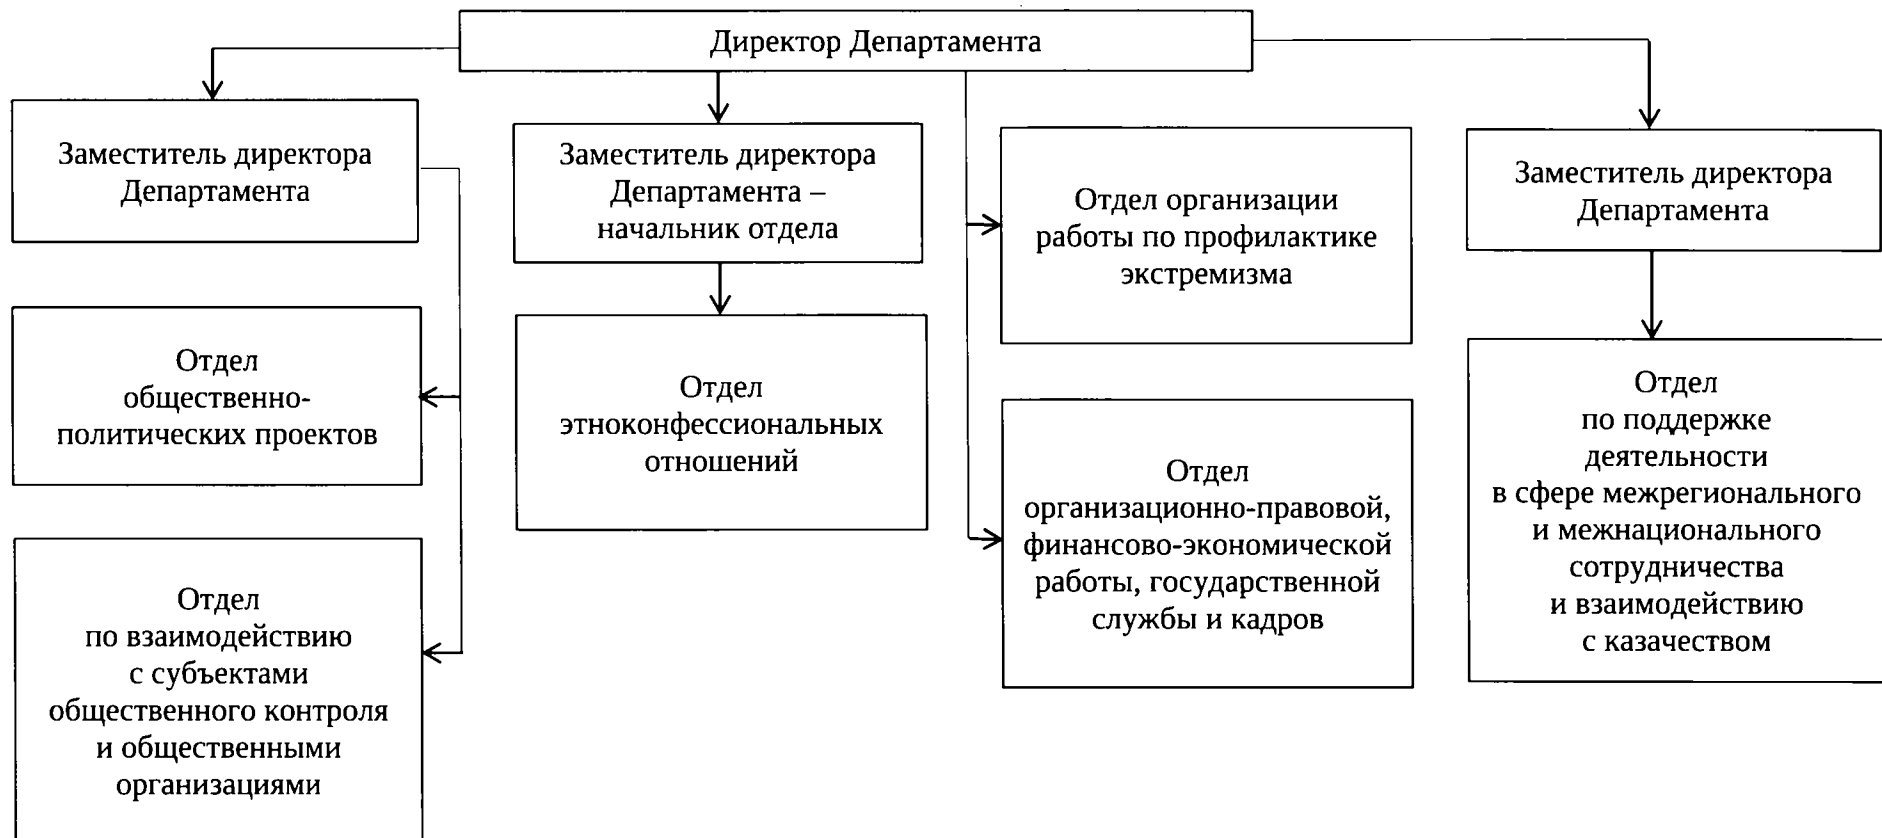 Директор Департамента
Заместитель директора
Департамента
Отдел
общественно-
политических проектов
Отдел
по взаимодействию
с субъектами
общественного контроля
и общественными
организациями
Заместитель директора
Департамента –
начальник отдела
Отдел
этноконфессиональных
отношений
Отдел организации
работы по профилактике
экстремизма
Отдел
организационно-правовой,
финансово-экономической
работы, государственной
службы и кадров
Заместитель директора
Департамента
Отдел
по поддержке
деятельности
в сфере межрегионального
и межнационального
сотрудничества
и взаимодействию
с казачеством